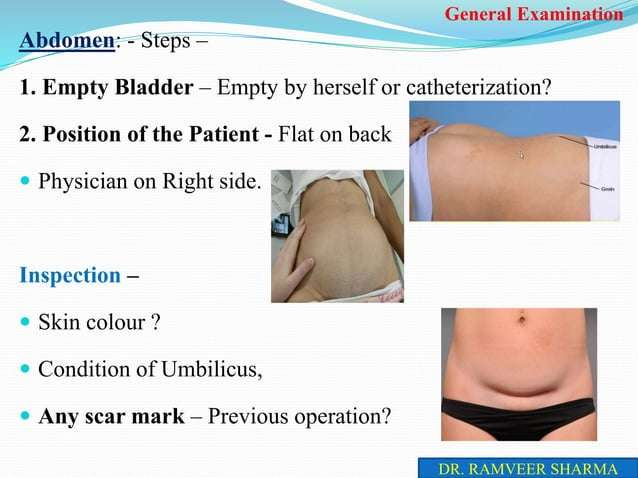 General Examination
Abdomen: - Steps –
1. Empty Bladder – Empty by herself or catheterization?
2. Position of the Patient - Flat on back
• Physician on Right side.
Umbilicus
Groin
Inspection –
• Skin colour ?
• Condition of Umbilicus,
• Any scar mark – Previous operation?
DR. RAMVEER SHARMA